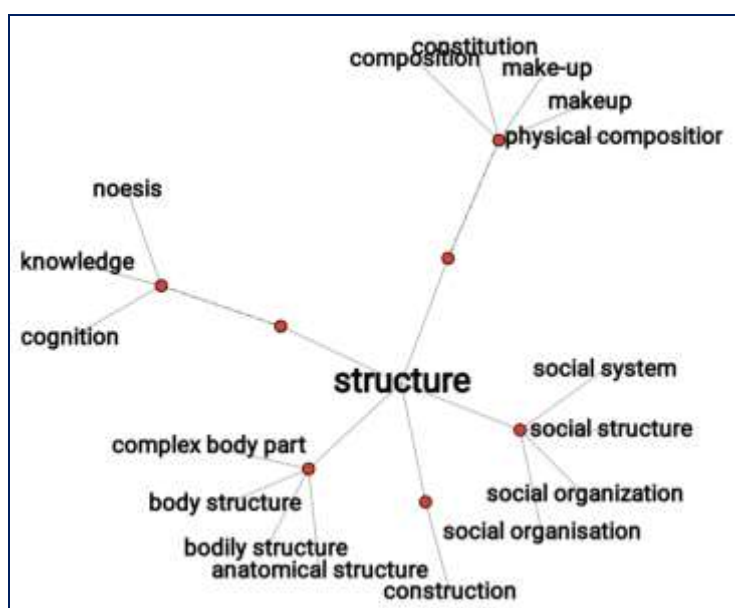 constitution
composition
make-up
makeup
physical compositior
noesis
knowledge
cognition
structure
social system
social structure
complex body part
social organization
body structure
social organisation
bodily structure
anatomical structure
construction